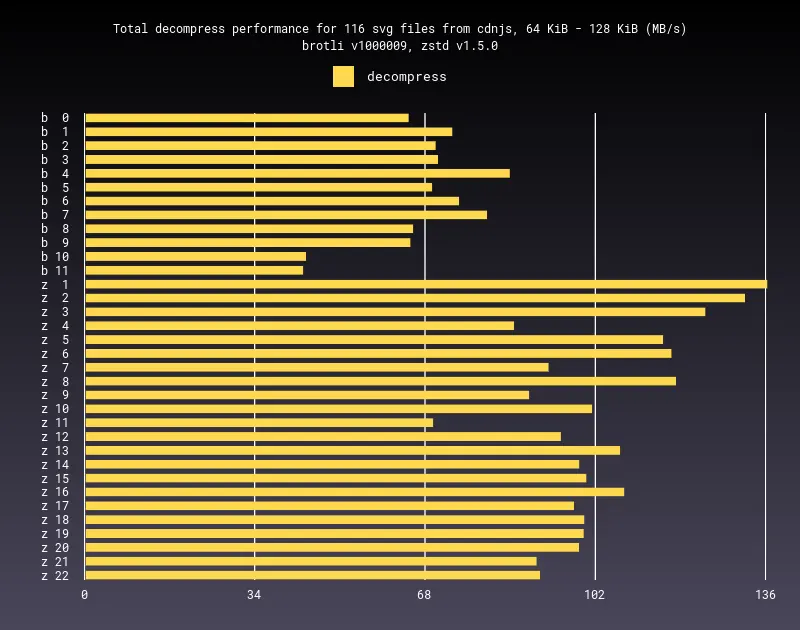 Total decompress performance for 116 svg files from cdnjs, 64 KiB - 128 KiB (MB/s)
brotli v1000009, zstd v1.5.0
decompress
b 0
b 1
b 2
b 3
b 4
b 5
b 6
b 7
b 8
b 9
b 10
b 11
z 1
z 2
z 3
z 4
z 5
z 6
z 7
z 8
z 9
z 10
z 11
z 12
z 13
z 14
z 15
z 16
z 17
z 18
z 19
z 20
z 21
z 22
0 34 68 102 136